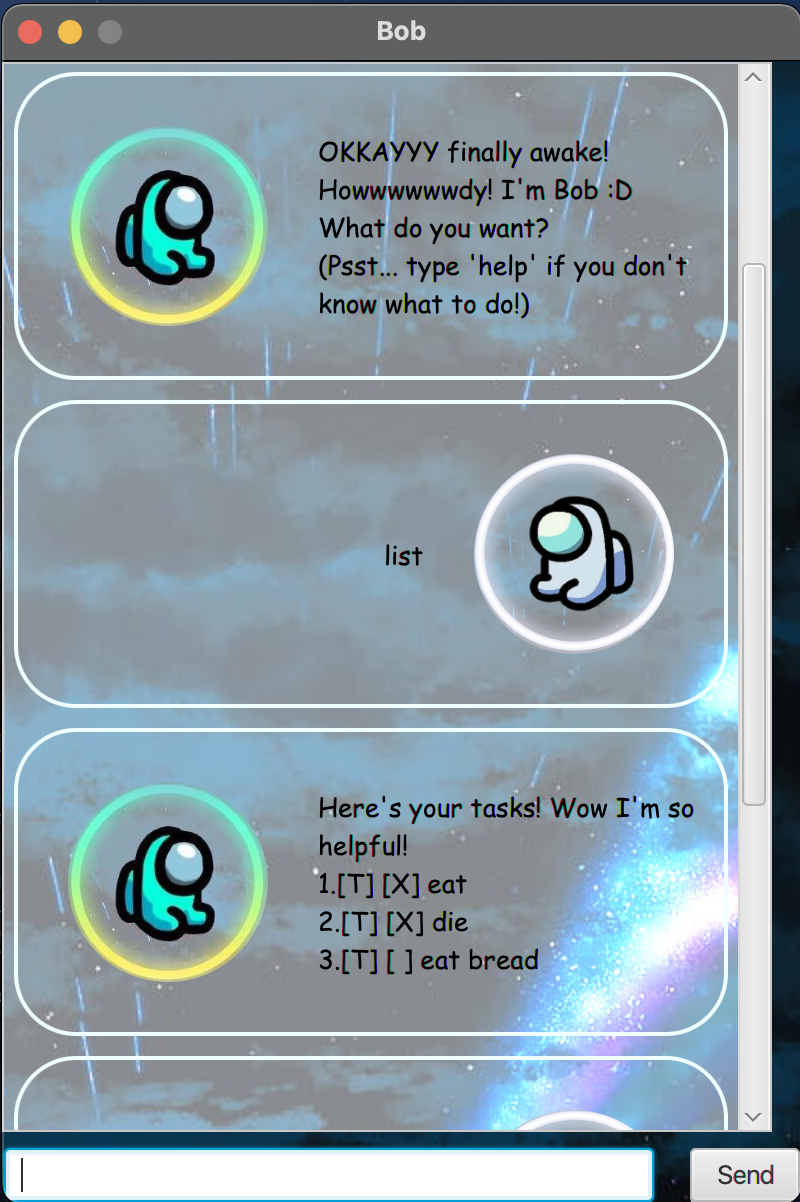 Bob
OKKAYYY finally awake!
Howwwwwwdy! I'm Bob :D
What do you want?
(Psst... type 'help' if you don't
know what to do!)
list
Here's your tasks! Wow I'm so
helpful!
1.[T] [X] eat
2.[T] [X] die
3.[T] [ ] eat bread
Send